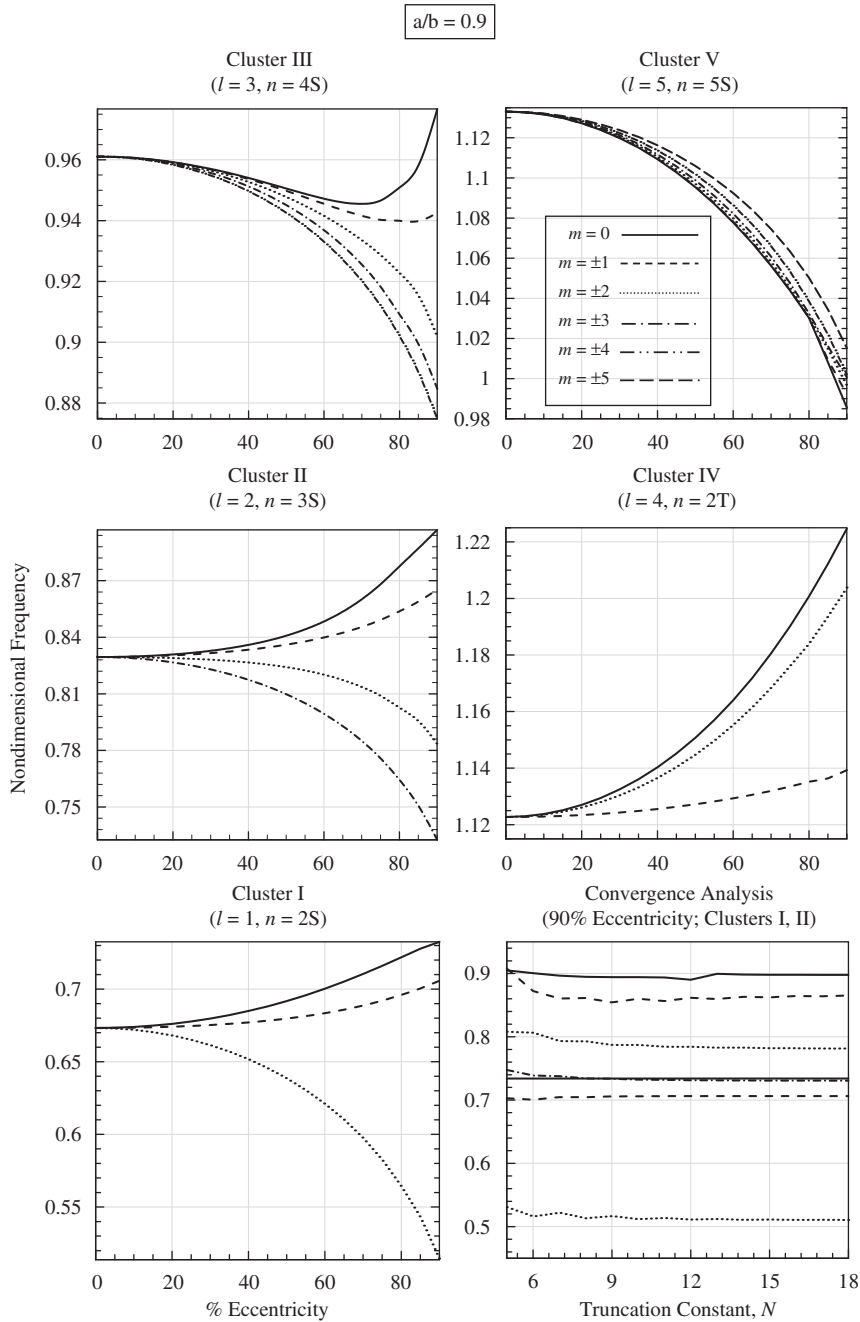 a/b = 0.9
Cluster III
(l = 3, n = 4S)
0.96
0.94
0.92
0.9
0.88
0
20
40
60
80
Cluster V
(l = 5, n = 5S)
1.12
1.1
1.08
1.06
1.04
1.02
1
0.98
m = 0
m = ±1
m = ±2
m = ±3
m = ±4
m = ±5
0
20
40
60
80
Nondimensional Frequency
Cluster II
(l = 2, n = 3S)
0.87
0.84
0.81
0.78
0.75
0
20
40
60
80
Cluster IV
(l = 4, n = 2T)
1.22
1.2
1.18
1.16
1.14
1.12
0
20
40
60
80
Cluster I
(l = 1, n = 2S)
0.7
0.65
0.6
0.55
0
20
40
60
80
% Eccentricity
Convergence Analysis
(90% Eccentricity; Clusters I, II)
0.9
0.8
0.7
0.6
0.5
6
9
12
15
18
Truncation Constant, N